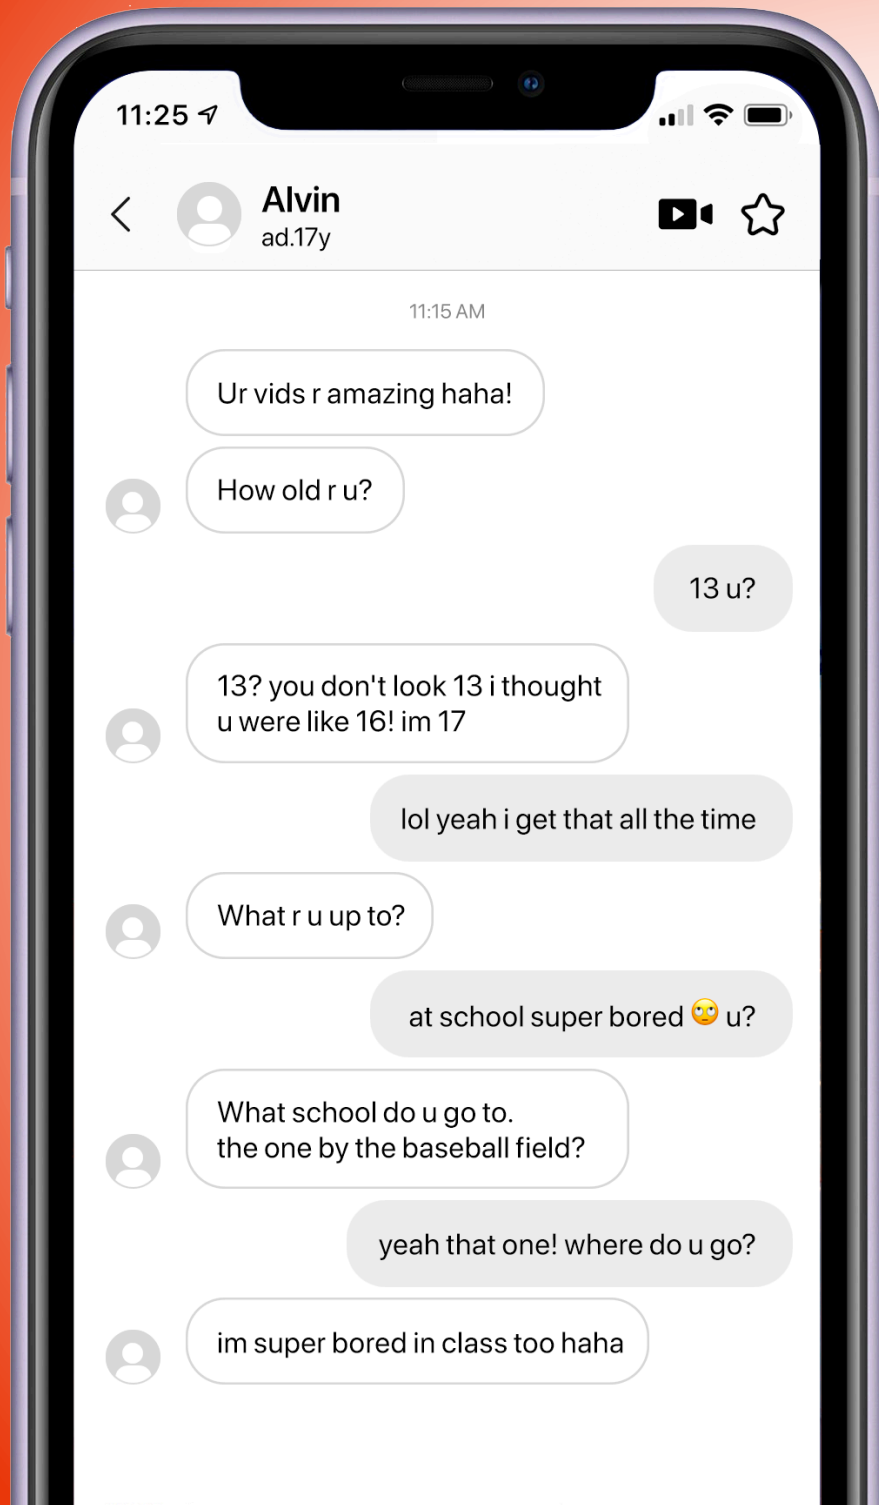 11:25
Alvin
ad.17y
11:15 AM
Ur vids r amazing haha!
How old r u?
13 u?
13? you don't look 13 i thought
u were like 16! im 17
lol yeah i get that all the time
What r u up to?
at school super bored 🙄 u?
What school do u go to.
the one by the baseball field?
yeah that one! where do u go?
im super bored in class too haha